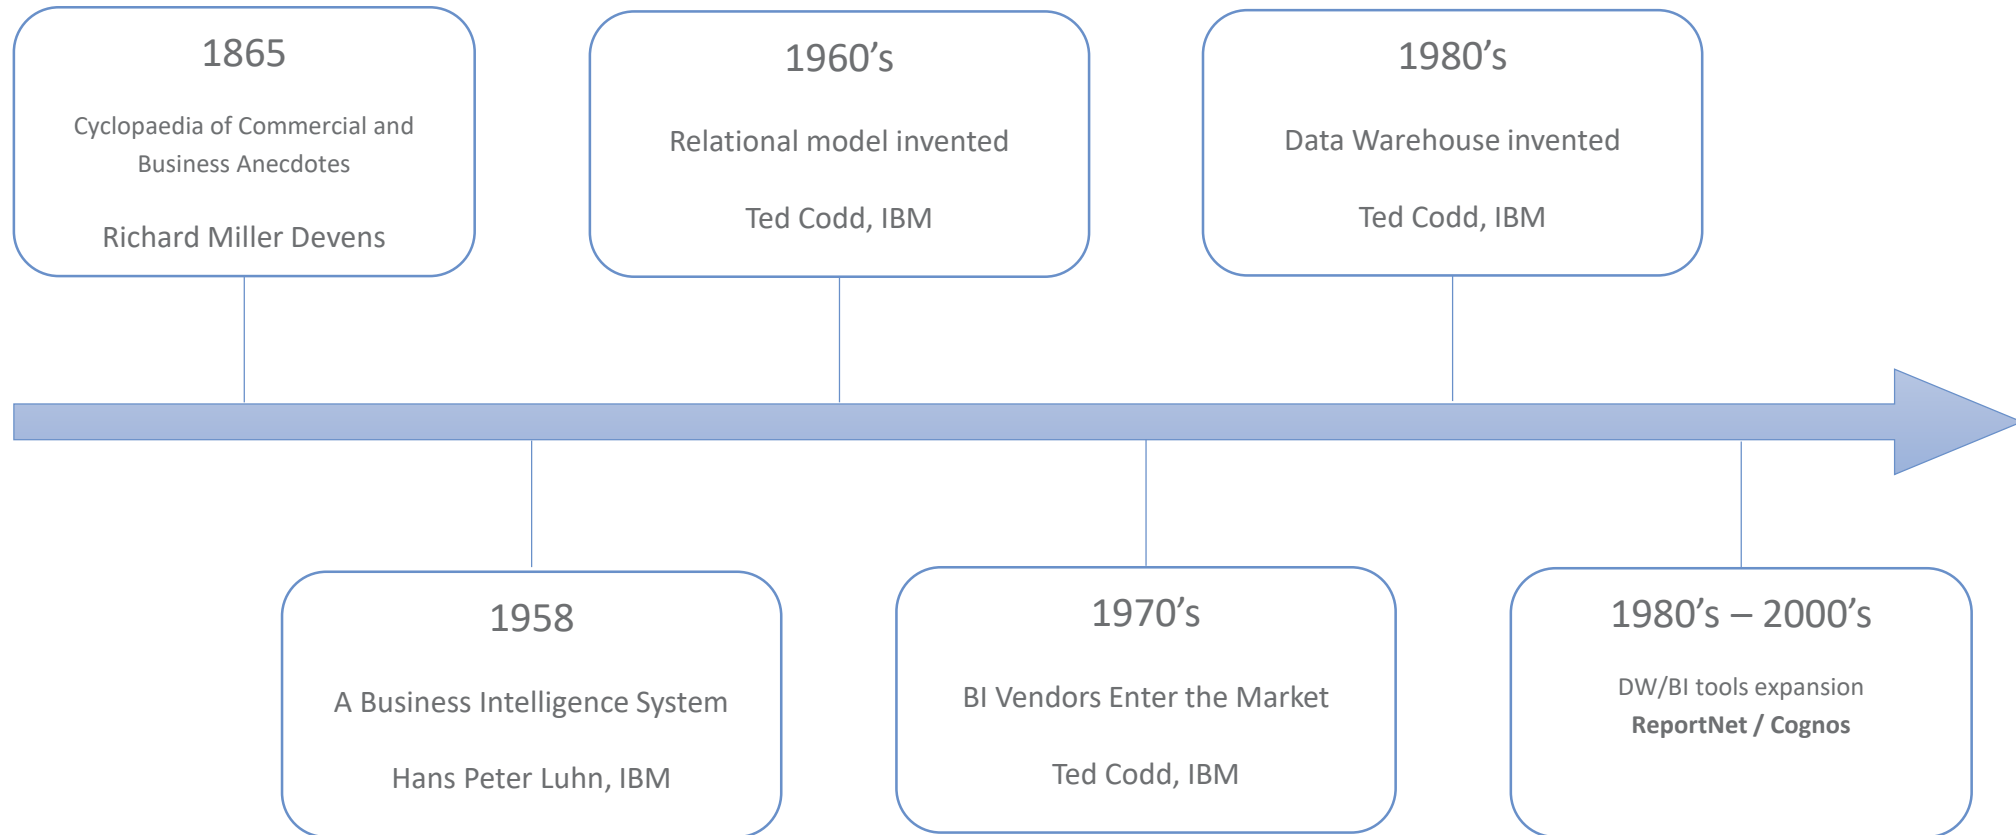 1865
Cyclopaedia of Commercial and
Business Anecdotes
Richard Miller Devens
1960’s
Relational model invented
Ted Codd, IBM
1980’s
Data Warehouse invented
Ted Codd, IBM
1958
A Business Intelligence System
Hans Peter Luhn, IBM
1970’s
BI Vendors Enter the Market
Ted Codd, IBM
1980’s – 2000’s
DW/BI tools expansion
ReportNet / Cognos